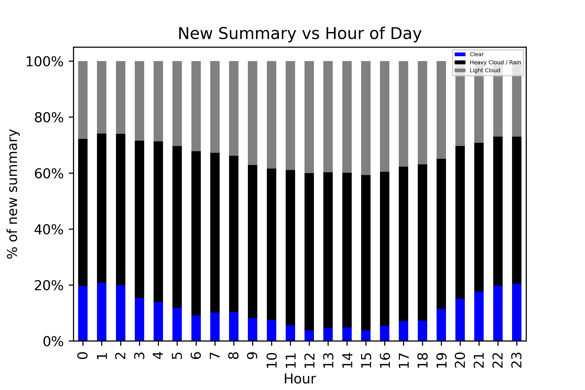 New Summary vs Hour of Day
Clear
Heavy Cloud / Rain
Light Cloud
100%
80%
60%
40%
20%
0%
% of new summary
0 1 2 3 4 5 6 7 8 9 10 11 12 13 14 15 16 17 18 19 20 21 22 23
Hour